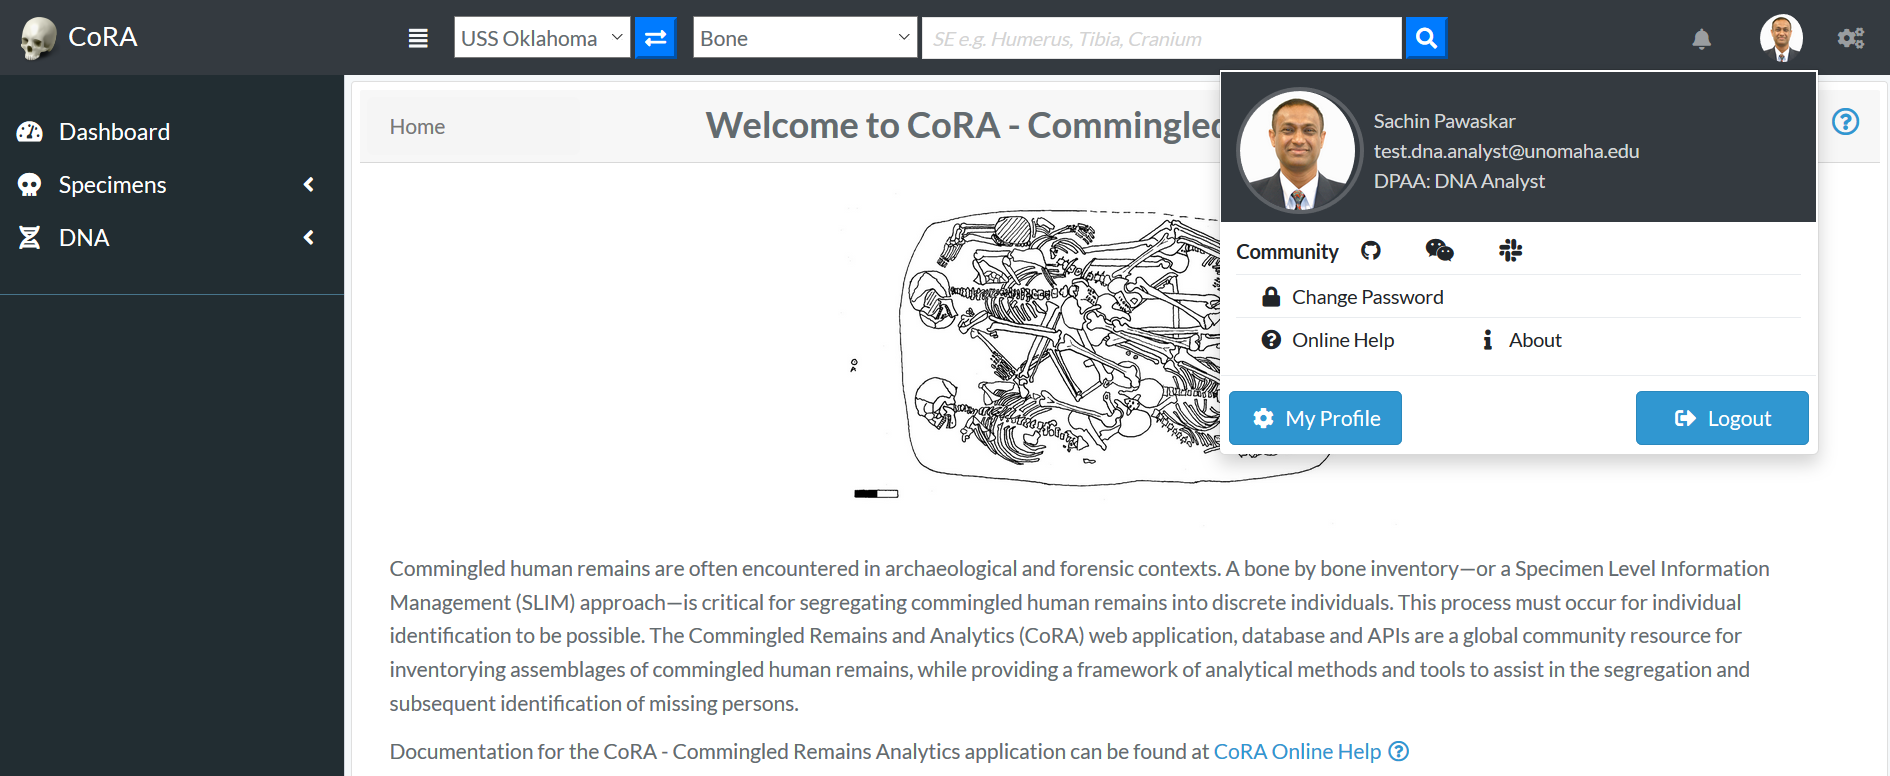 CoRA
USS Oklahoma
Bone
SE e.g. Humerus, Tibia, Cranium
Dashboard
Specimens
DNA
Home
Welcome to CoRA - Commingled
Sachin Pawaskar
test.dna.analyst@unomaha.edu
DPAA: DNA Analyst
Community
Change Password
Online Help
About
My Profile
Logout
Commingled human remains are often encountered in archaeological and forensic contexts. A bone by bone inventory—or a Specimen Level Information
Management (SLIM) approach—is critical for segregating commingled human remains into discrete individuals. This process must occur for individual
identification to be possible. The Commingled Remains and Analytics (CoRA) web application, database and APIs are a global community resource for
inventorying assemblages of commingled human remains, while providing a framework of analytical methods and tools to assist in the segregation and
subsequent identification of missing persons.
Documentation for the CoRA - Commingled Remains Analytics application can be found at CoRA Online Help